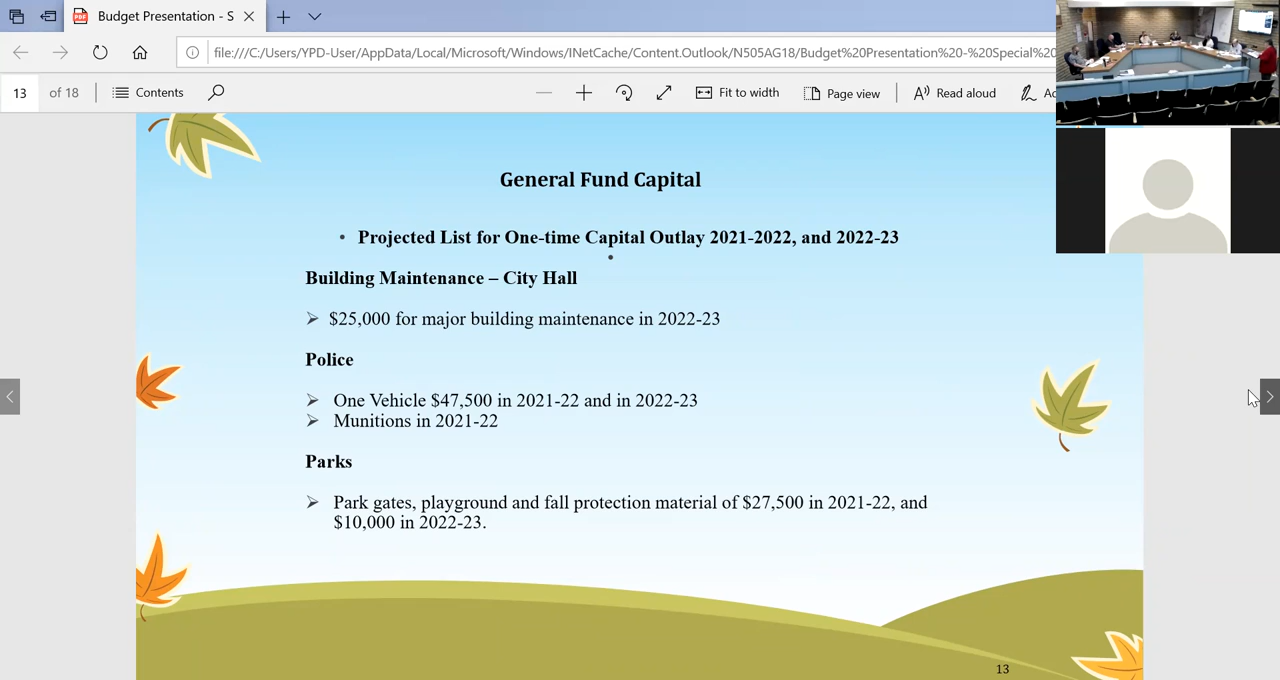 Budget Presentation - S
file:///C:/Users/YPD-User/AppData/Local/Microsoft/Windows/INetCache/Content.Outlook/N505AG18/Budget%20Presentation%20-%20Special%20
13 of 18
Contents
Fit to width
Page view
Read aloud
General Fund Capital
• Projected List for One-time Capital Outlay 2021-2022, and 2022-23
•
Building Maintenance – City Hall
➢ $25,000 for major building maintenance in 2022-23
Police
➢ One Vehicle $47,500 in 2021-22 and in 2022-23
➢ Munitions in 2021-22
Parks
➢ Park gates, playground and fall protection material of $27,500 in 2021-22, and
$10,000 in 2022-23.
13